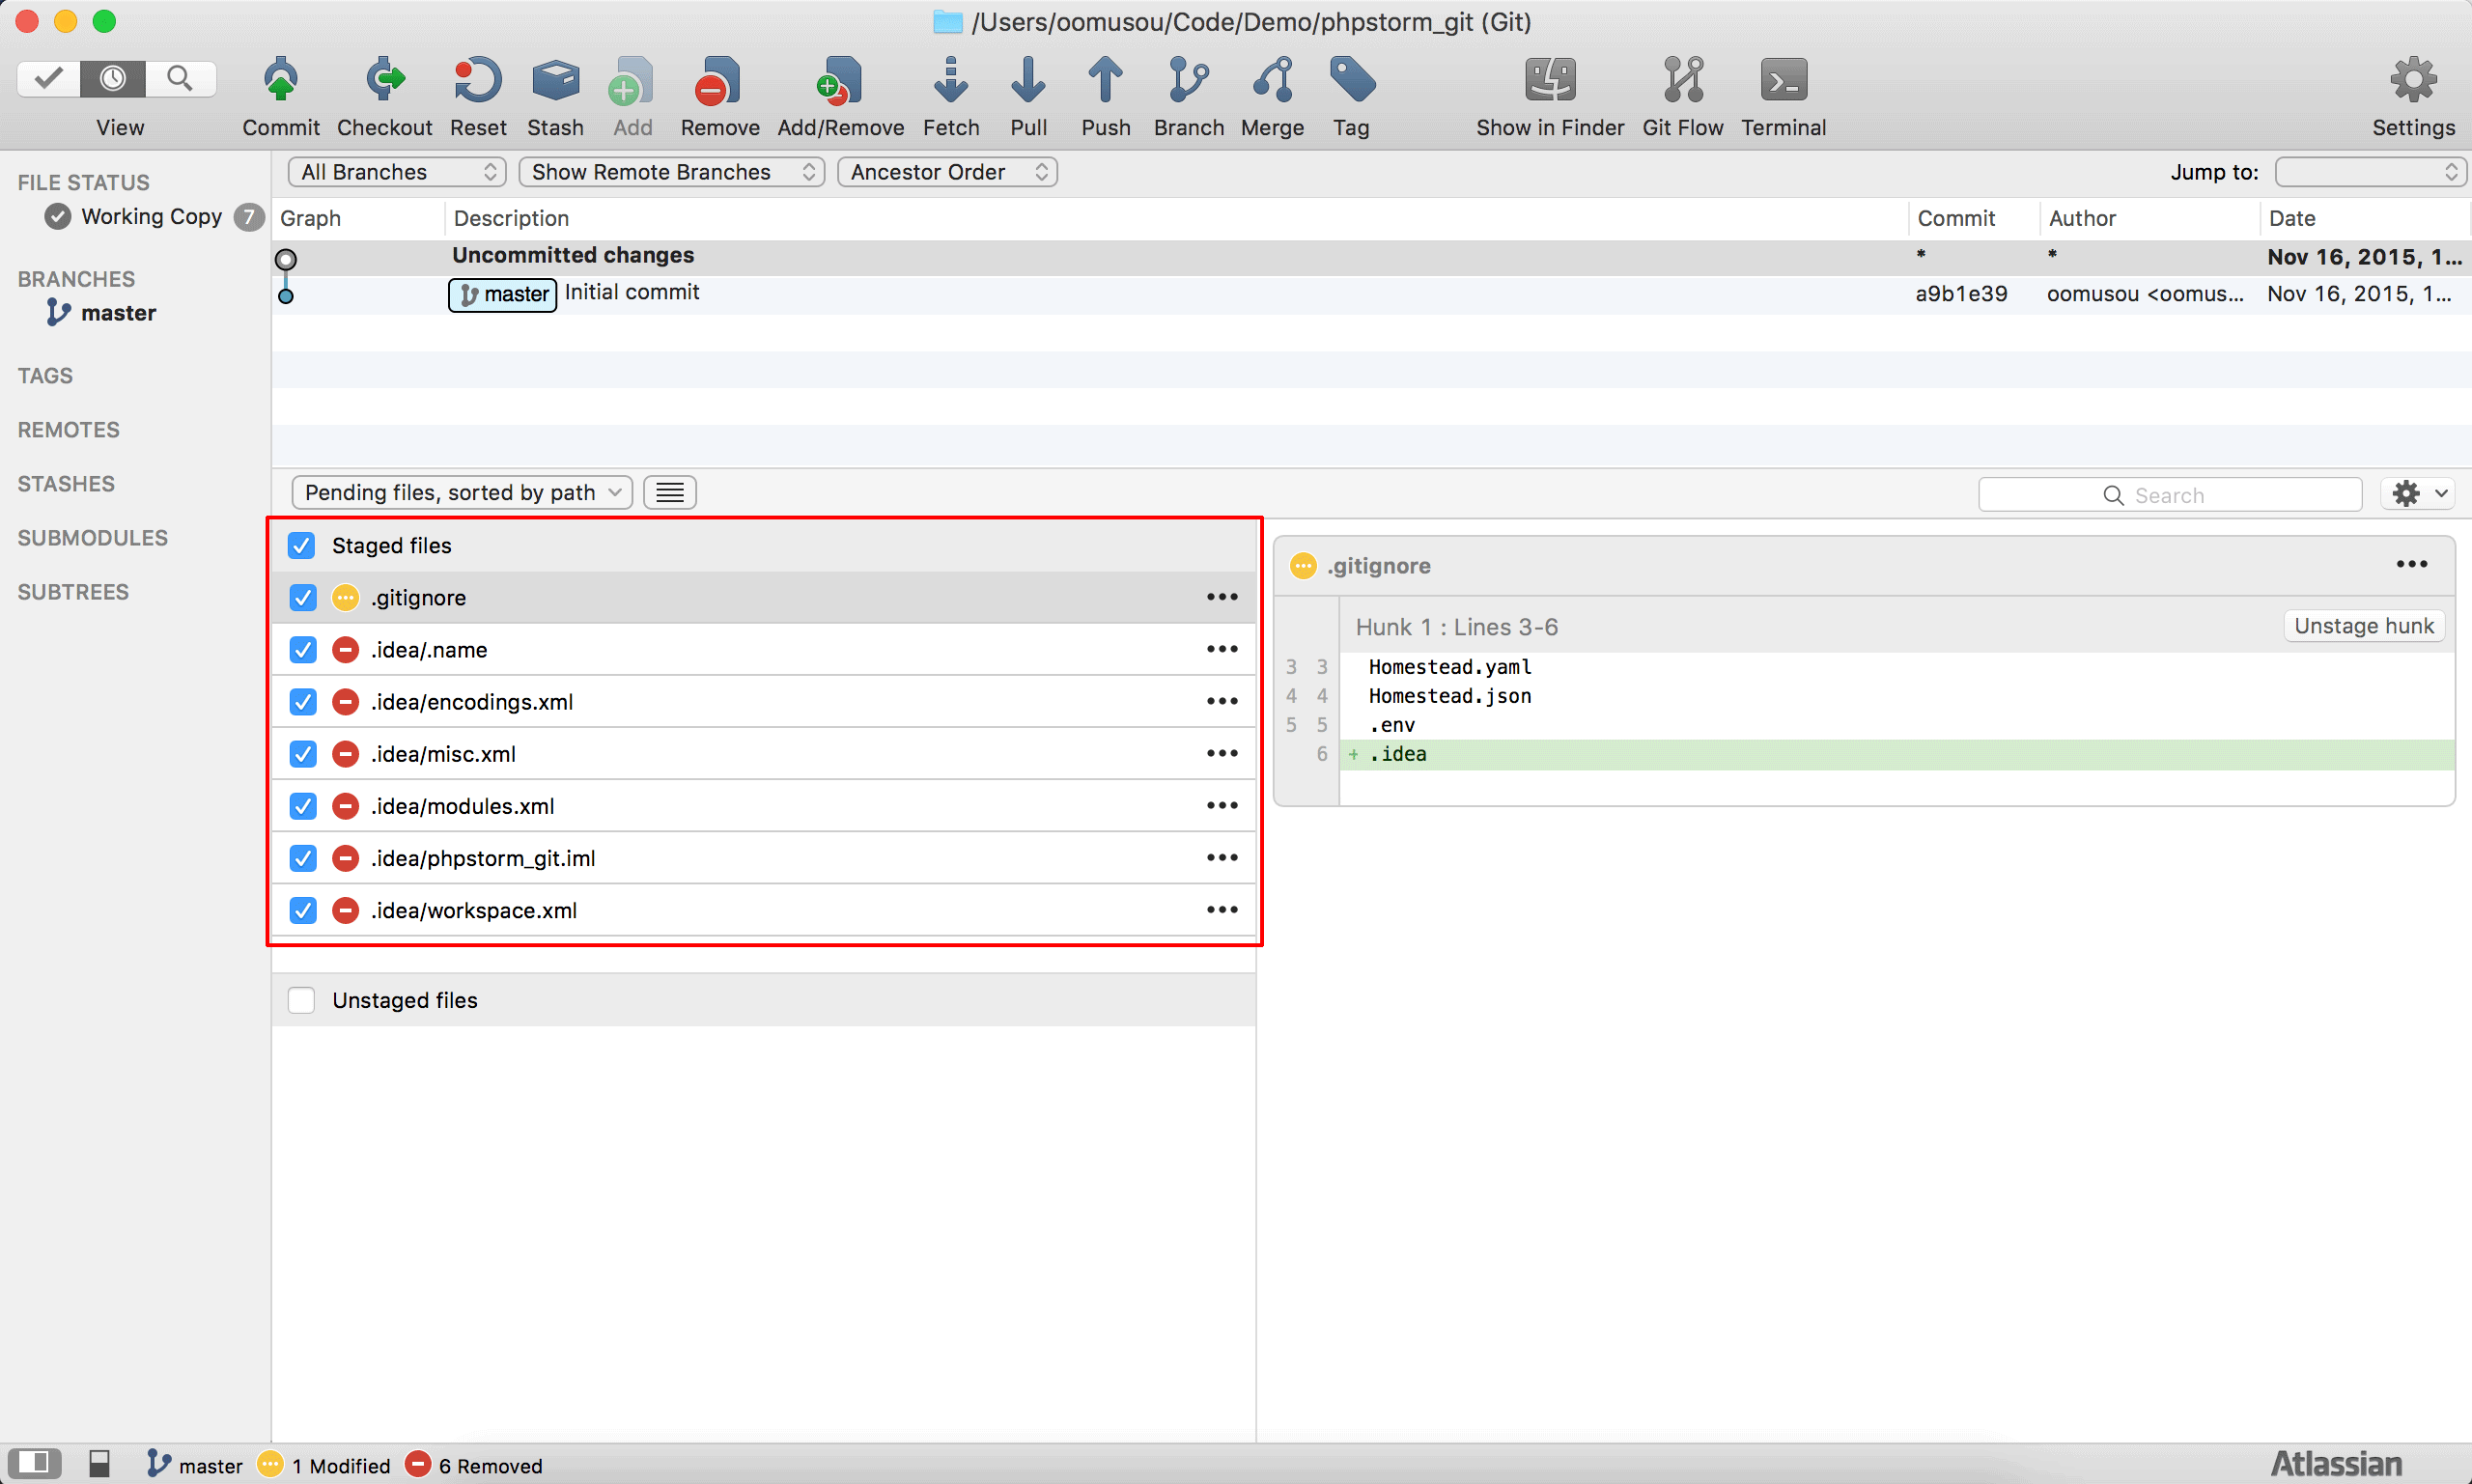 /Users/oomusou/Code/Demo/phpstorm_git (Git)
View Commit Checkout Reset Stash Add Remove Add/Remove Fetch Pull Push Branch Merge Tag Show in Finder Git Flow Terminal Settings
All Branches Show Remote Branches Ancestor Order Jump to:
FILE STATUS
Working Copy 7
BRANCHES
master
TAGS
REMOTES
STASHES
SUBMODULES
SUBTREES
Graph Description Commit Author Date
Uncommitted changes * * Nov 16, 2015, 1...
master Initial commit a9b1e39 oomusou <oomus... Nov 16, 2015, 1...
Pending files, sorted by path Search
Staged files
.gitignore
.idea/.name
.idea/encodings.xml
.idea/misc.xml
.idea/modules.xml
.idea/phpstorm_git.iml
.idea/workspace.xml
Unstaged files
.gitignore
Hunk 1 : Lines 3-6 Unstage hunk
3 3 Homestead.yaml
4 4 Homestead.json
5 5 .env
6 + .idea
master 1 Modified 6 Removed Atlassian